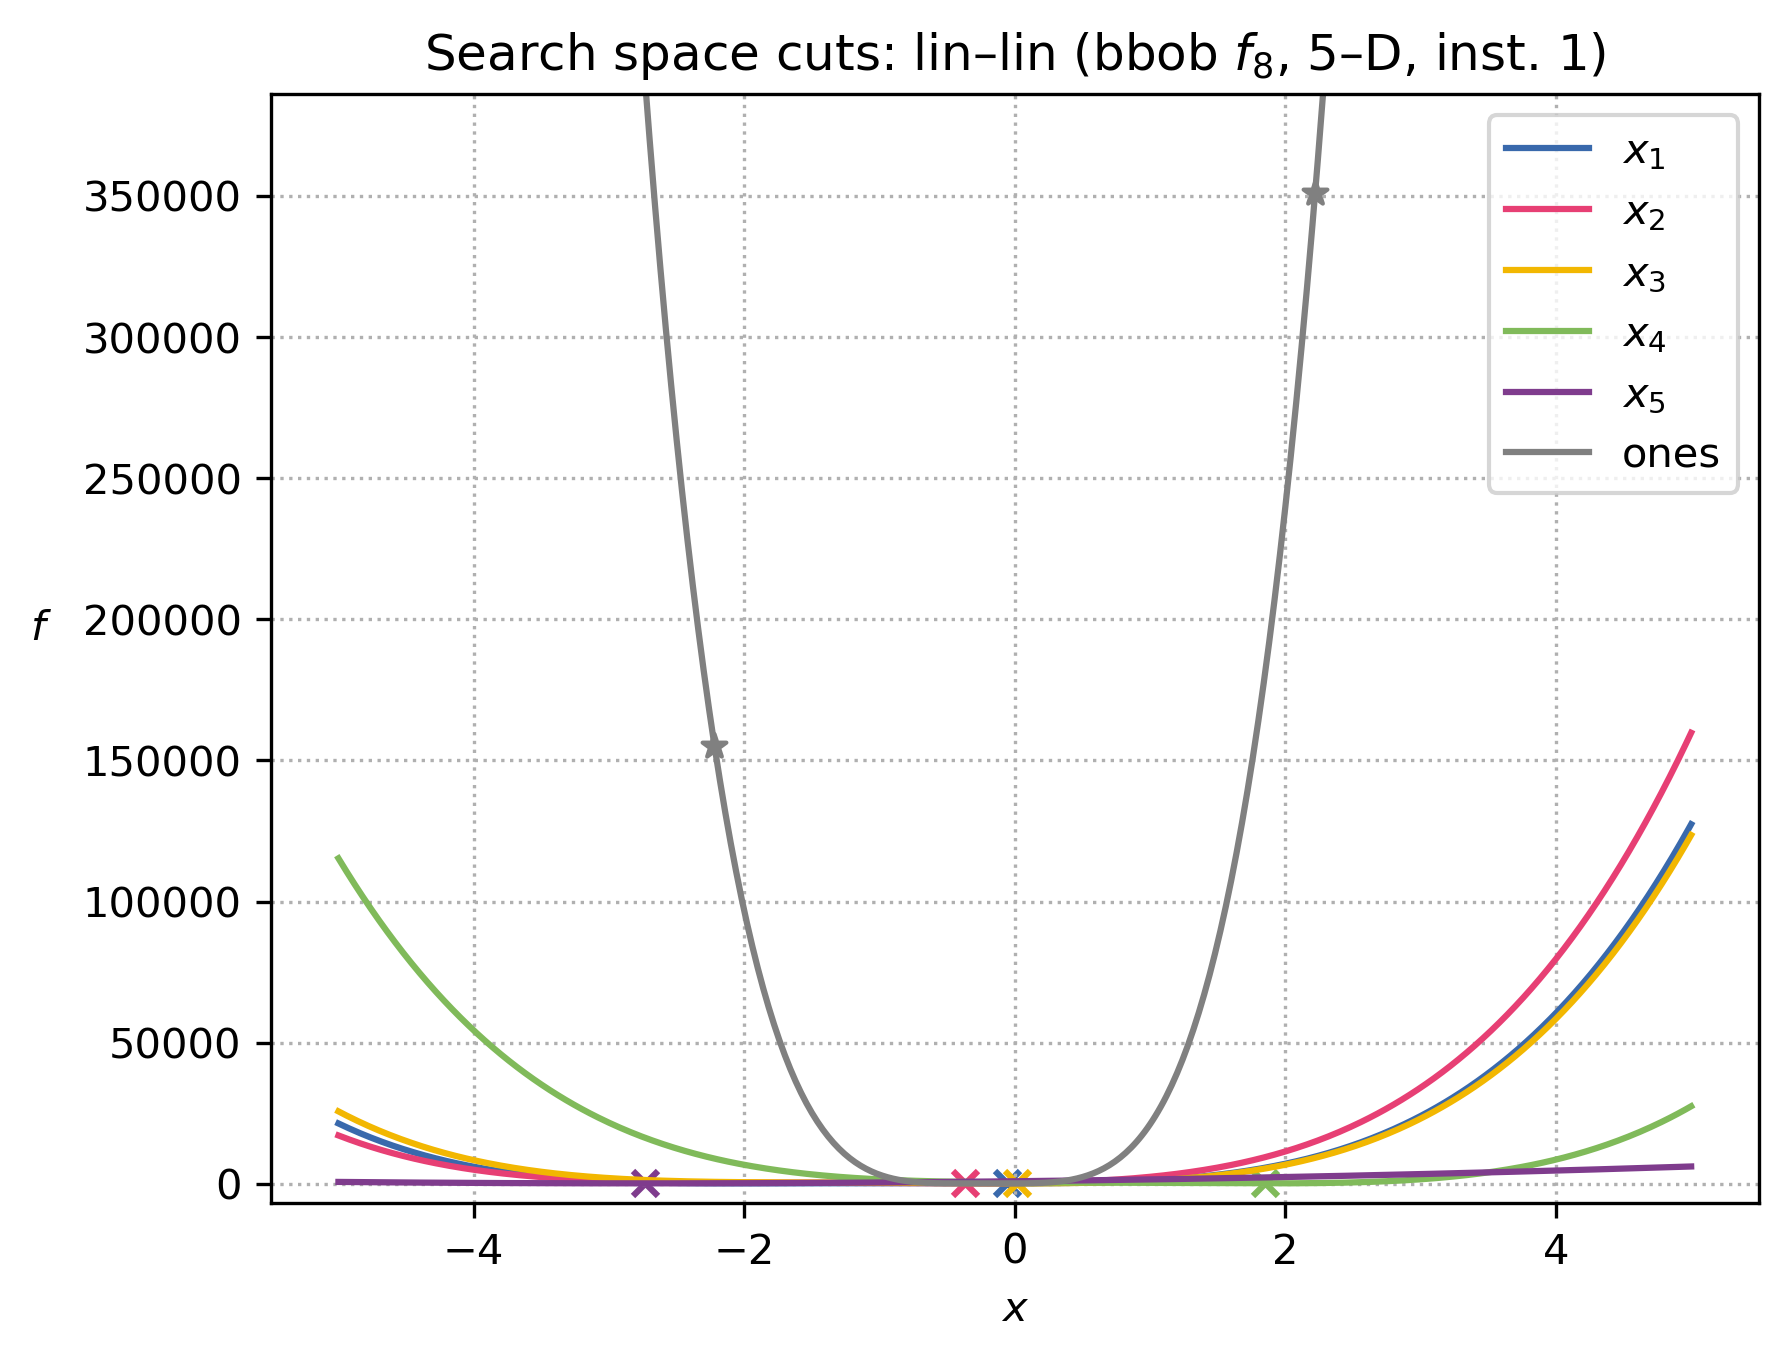 Search space cuts: lin–lin (bbob f₈, 5–D, inst. 1)
f
350000
300000
250000
200000
150000
100000
50000
0
−4 −2 0 2 4
x
x₁
x₂
x₃
x₄
x₅
ones